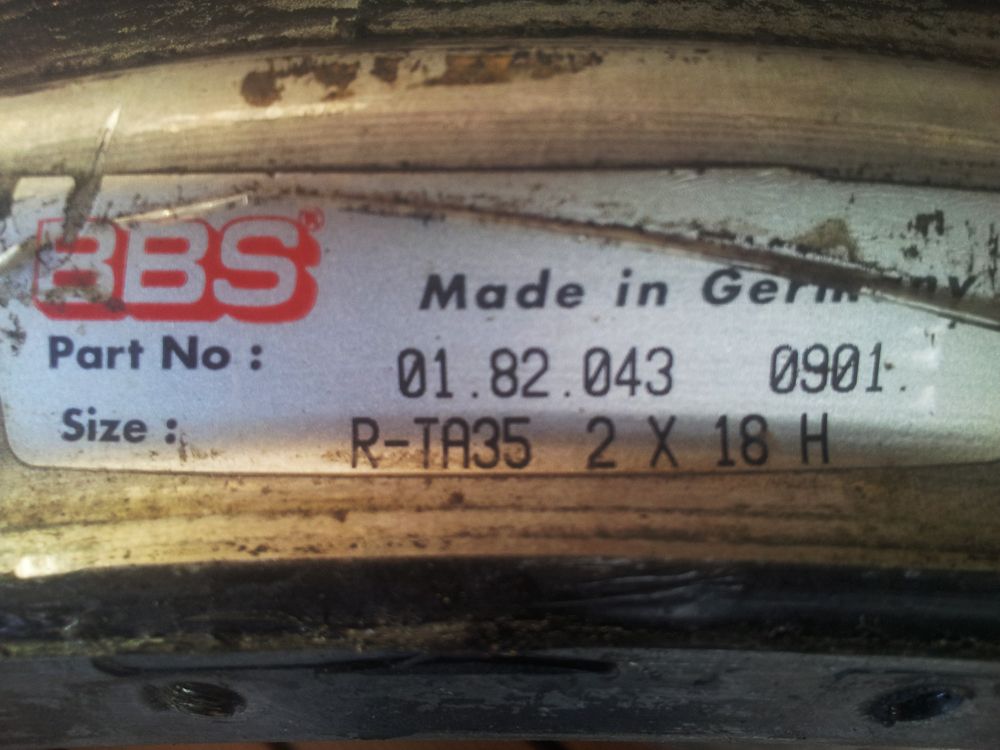 BBS® Made in Germany
Part No : 01.82.043 0901.
Size : R-TA35 2 X 18 H